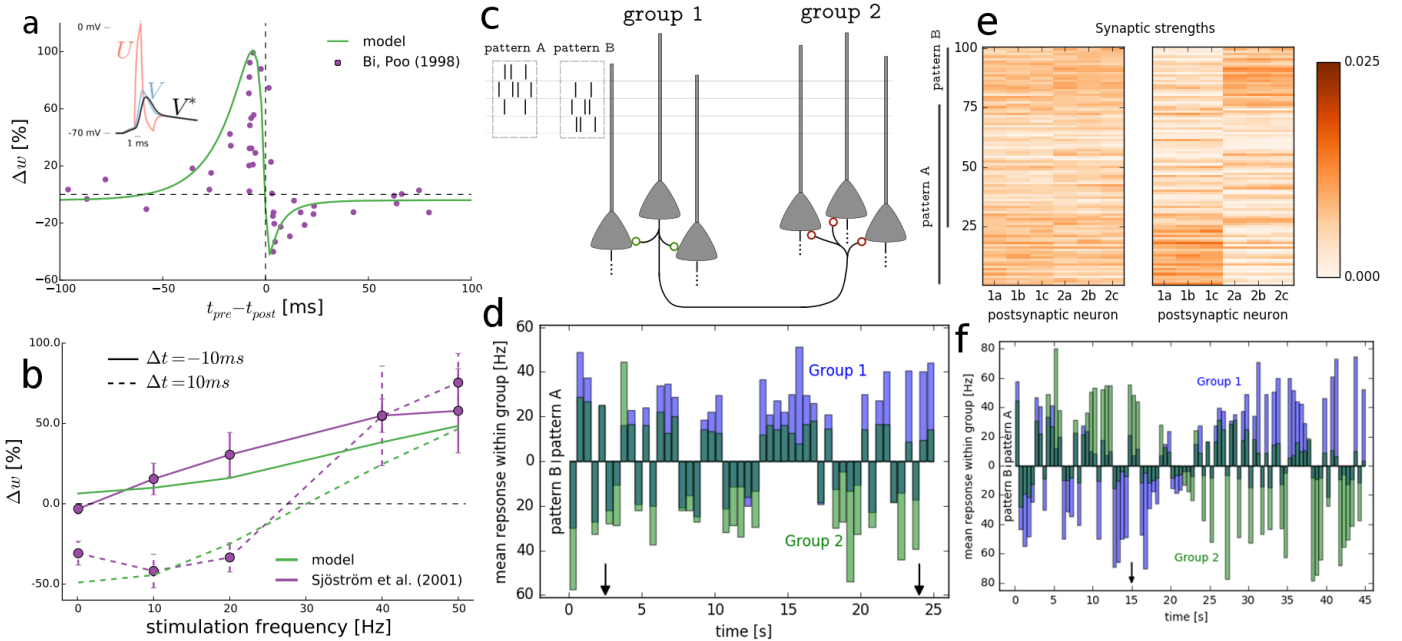 a
0 mV
U
V
V*
-70 mV
1 ms
model
Bi, Poo (1998)
Δw [%]
100
60
20
−20
−60
−100
−50
0
50
100
t_pre−t_post [ms]
b
Δt=−10ms
Δt=10ms
Δw [%]
100.0
50.0
0.0
-50.0
model
Sjöström et al. (2001)
0
10
20
30
40
50
stimulation frequency [Hz]
c
group 1
group 2
pattern A
pattern B
pattern B
pattern A
d
mean repsonse within group [Hz]
pattern B
pattern A
60
40
20
0
20
40
60
Group 1
Group 2
0
5
10
15
20
25
time [s]
e
Synaptic strengths
100
75
50
25
1a 1b 1c 2a 2b 2c
postsynaptic neuron
1a 1b 1c 2a 2b 2c
postsynaptic neuron
0.025
0.000
f
mean repsonse within group [Hz]
pattern B
pattern A
80
60
40
20
0
20
40
60
80
Group 1
Group 2
0
5
10
15
20
25
30
35
40
45
time [s]